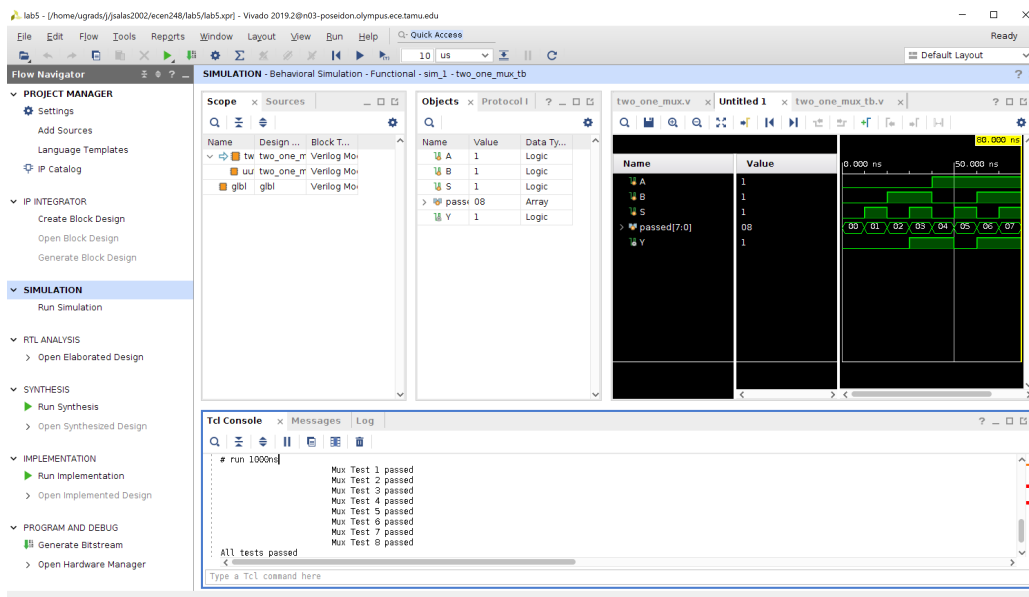 lab5 - [/home/ugrads/j/jsalas2002/ecen248/lab5/lab5.xpr] - Vivado 2019.2@n03-poseidon.olympus.ece.tamu.edu
File Edit Flow Tools Reports Window Layout View Run Help Quick Access Ready
10 us Default Layout
Flow Navigator
SIMULATION - Behavioral Simulation - Functional - sim_1 - two_one_mux_tb
PROJECT MANAGER
Settings
Add Sources
Language Templates
IP Catalog
IP INTEGRATOR
Create Block Design
Open Block Design
Generate Block Design
SIMULATION
Run Simulation
RTL ANALYSIS
Open Elaborated Design
SYNTHESIS
Run Synthesis
Open Synthesized Design
IMPLEMENTATION
Run Implementation
Open Implemented Design
PROGRAM AND DEBUG
Generate Bitstream
Open Hardware Manager
Scope Sources
Name Design ... Block T...
tw two_one_m Verilog Mo
uu two_one_m Verilog Mo
glbl glbl Verilog Mo
Objects Protocol I
Name Value Data Ty...
A 1 Logic
B 1 Logic
S 1 Logic
passe 08 Array
Y 1 Logic
two_one_mux.v Untitled 1 two_one_mux_tb.v
80.000 ns
Name Value 0.000 ns 50.000 ns
A 1
B 1
S 1
passed[7:0] 08 00 01 02 03 04 05 06 07
Y 1
Tcl Console Messages Log
# run 1000ns
Mux Test 1 passed
Mux Test 2 passed
Mux Test 3 passed
Mux Test 4 passed
Mux Test 5 passed
Mux Test 6 passed
Mux Test 7 passed
Mux Test 8 passed
All tests passed
Type a Tcl command here